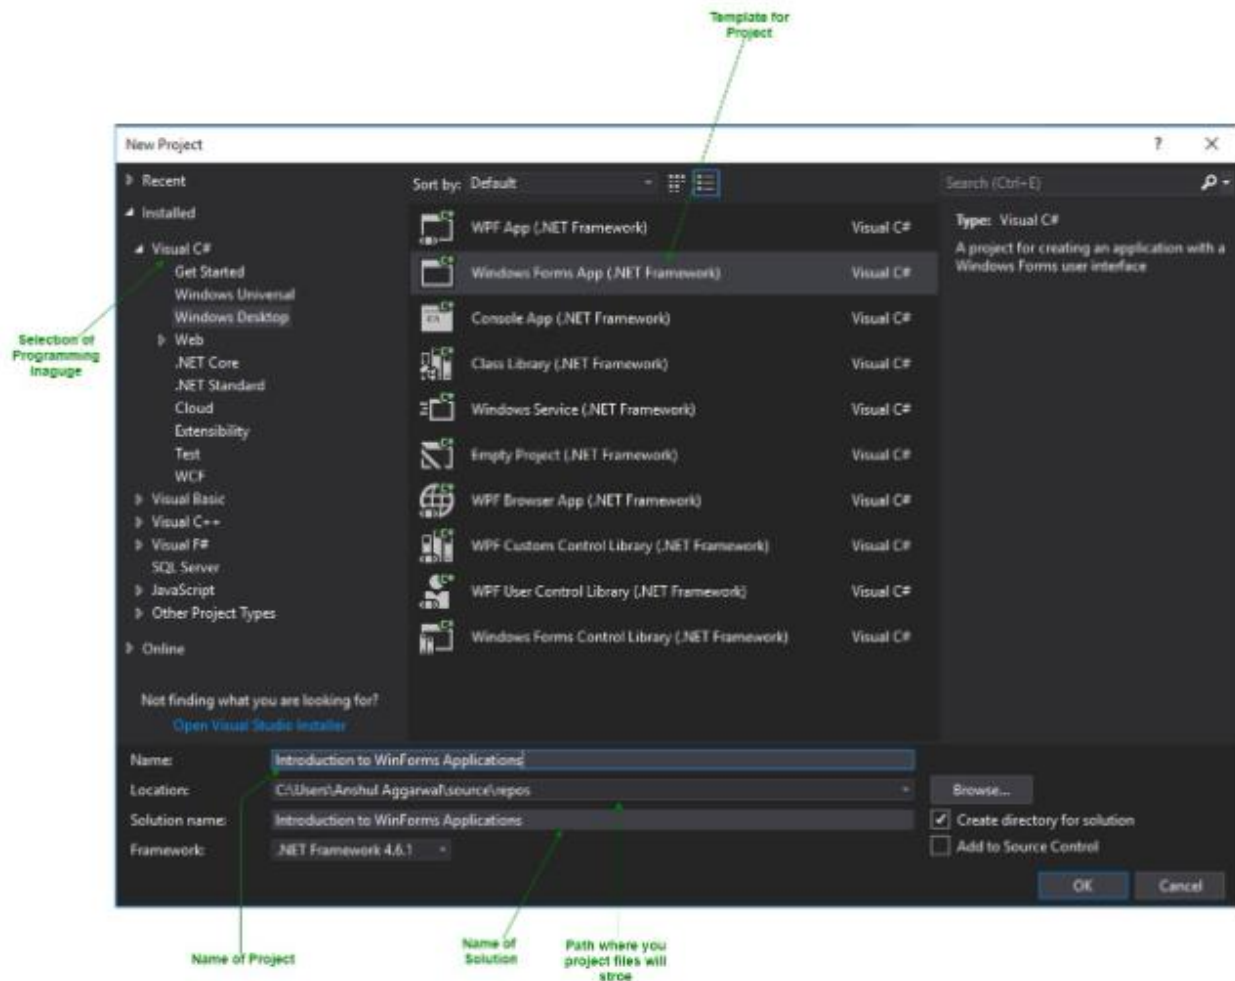 Template for
Project
New Project
?
Recent
Installed
Visual C#
Get Started
Windows Universal
Windows Desktop
Web
.NET Core
.NET Standard
Cloud
Extensibility
Test
WCF
Visual Basic
Visual C++
Visual F#
SQL Server
JavaScript
Other Project Types
Online
Not finding what you are looking for?
Open Visual Studio Installer
Selection of
Programming
lnaguge
Sort by: Default
WPF App (.NET Framework) Visual C#
Windows Forms App (.NET Framework) Visual C#
Console App (.NET Framework) Visual C#
Class Library (.NET Framework) Visual C#
Windows Service (.NET Framework) Visual C#
Empty Project (.NET Framework) Visual C#
WPF Browser App (.NET Framework) Visual C#
WPF Custom Control Library (.NET Framework) Visual C#
WPF User Control Library (.NET Framework) Visual C#
Windows Forms Control Library (.NET Framework) Visual C#
Search (Ctrl+E)
Type: Visual C#
A project for creating an application with a
Windows Forms user interface
Name: Introduction to WinForms Applications
Location: C:\Users\Anshul Aggarwal\source\repos
Browse...
Solution name: Introduction to WinForms Applications
Create directory for solution
Framework: .NET Framework 4.6.1
Add to Source Control
OK Cancel
Name of Project
Name of
Solution
Path where you
project files will
stroe